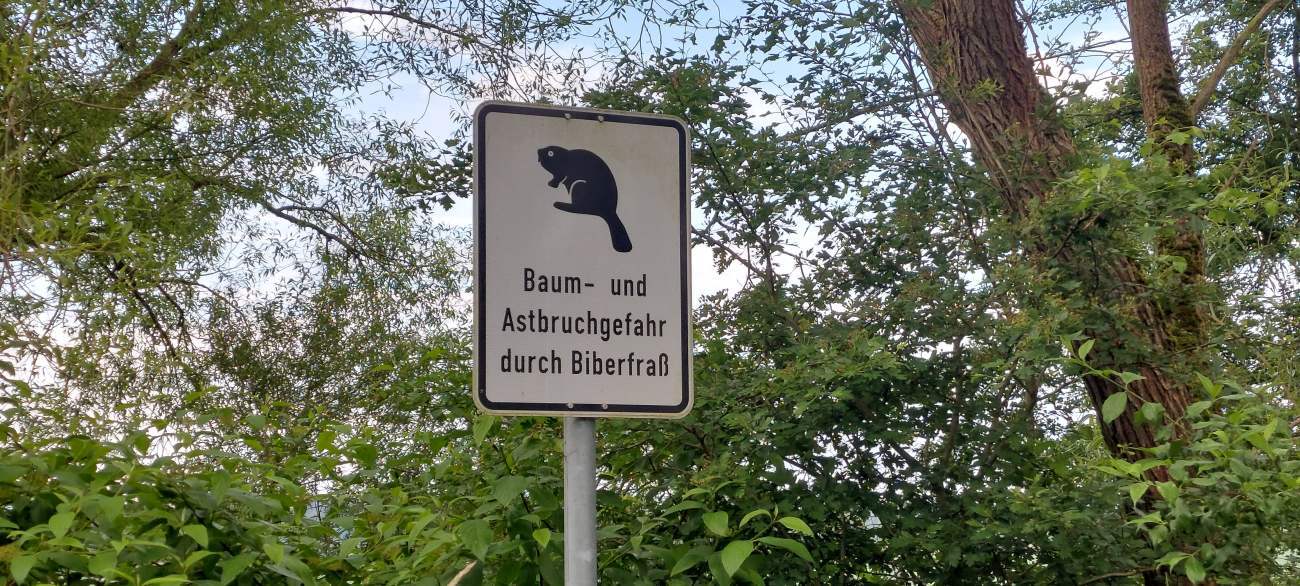 Baum- und
Astbruchgefahr
durch Biberfraß